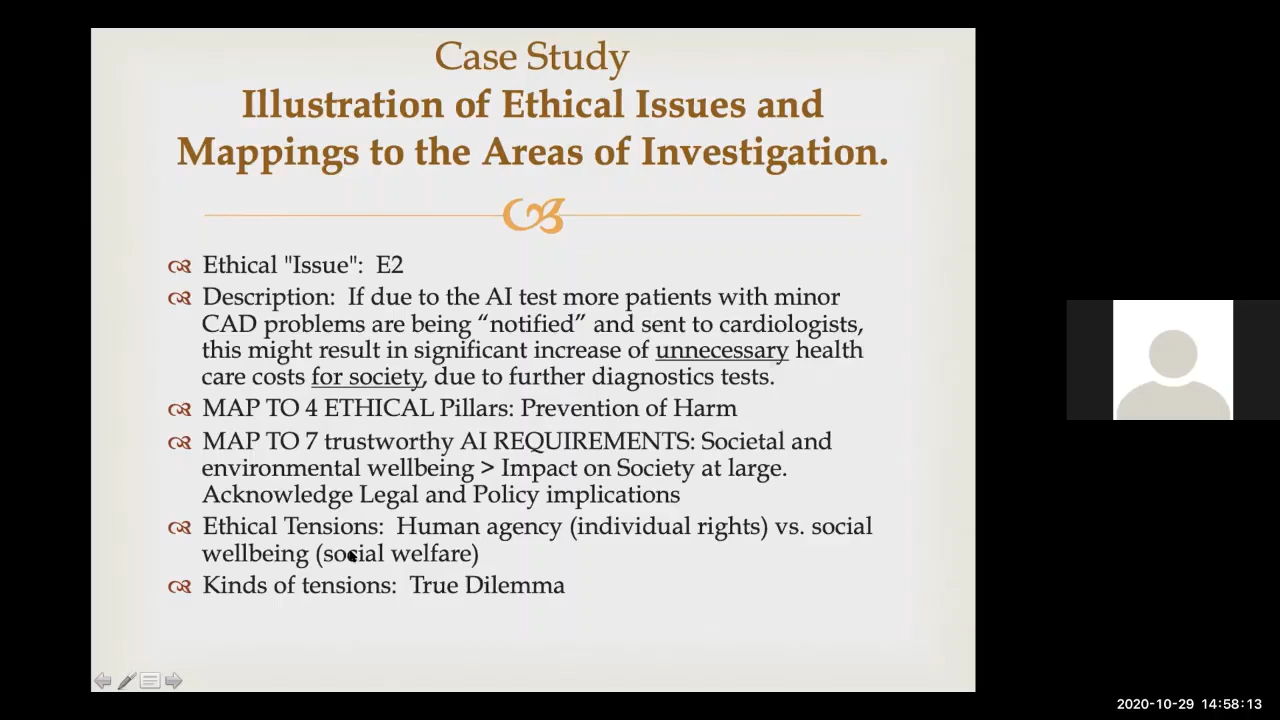 Case Study
Illustration of Ethical Issues and
Mappings to the Areas of Investigation.
Ethical "Issue":  E2
Description:  If due to the AI test more patients with minor
CAD problems are being “notified” and sent to cardiologists,
this might result in significant increase of unnecessary health
care costs for society, due to further diagnostics tests.
MAP TO 4 ETHICAL Pillars: Prevention of Harm
MAP TO 7 trustworthy AI REQUIREMENTS: Societal and
environmental wellbeing > Impact on Society at large.
Acknowledge Legal and Policy implications
Ethical Tensions:  Human agency (individual rights) vs. social
wellbeing (social welfare)
Kinds of tensions:  True Dilemma
2020-10-29 14:58:13